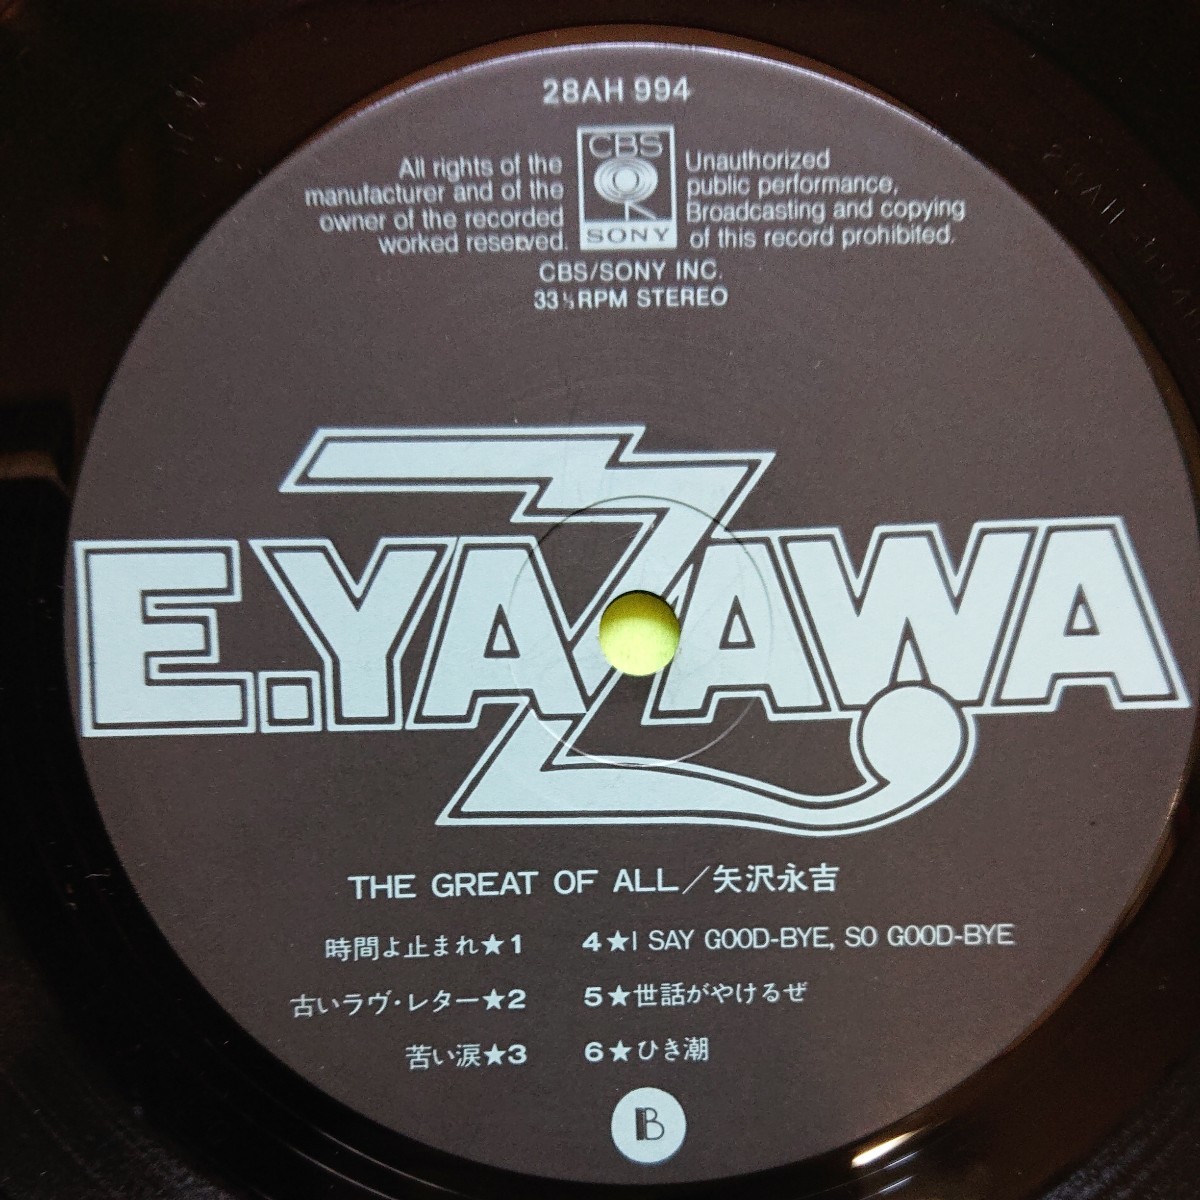 28AH 994
All rights of the
manufacturer and of the
owner of the recorded
worked reserved.
CBS
SONY
Unauthorized
public performance,
Broadcasting and copying
of this record prohibited.
CBS/SONY INC.
33⅓RPM STEREO
E.YAZAWA
THE GREAT OF ALL/矢沢永吉
時間よ止まれ★1
古いラヴ・レター★2
苦い涙★3
4★I SAY GOOD-BYE, SO GOOD-BYE
5★世話がやけるぜ
6★ひき潮
B